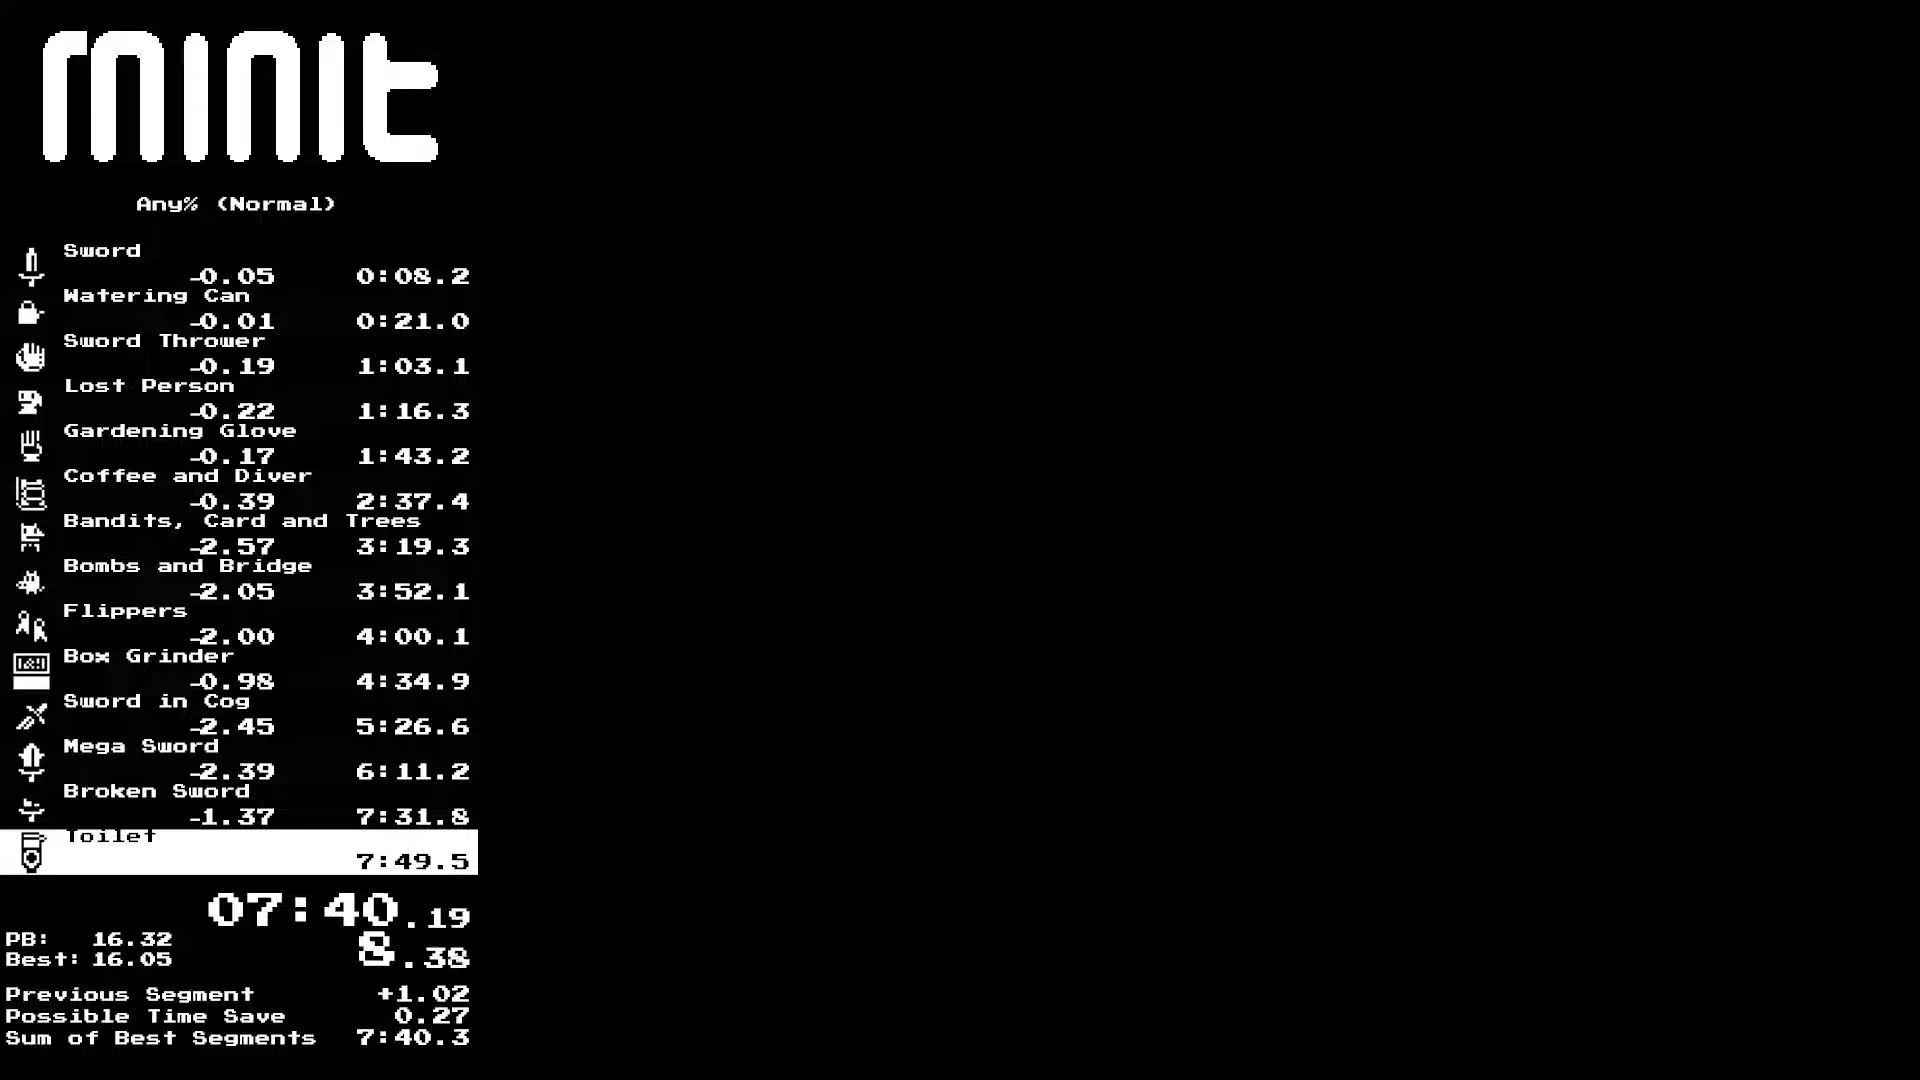 minit
Any% (Normal)
Sword
-0.05 0:08.2
Watering Can
-0.01 0:21.0
Sword Thrower
-0.19 1:03.1
Lost Person
-0.22 1:16.3
Gardening Glove
-0.17 1:43.2
Coffee and Diver
-0.39 2:37.4
Bandits, Card and Trees
-2.57 3:19.3
Bombs and Bridge
-2.05 3:52.1
Flippers
-2.00 4:00.1
Box Grinder
-0.98 4:34.9
Sword in Cog
-2.45 5:26.6
Mega Sword
-2.39 6:11.2
Broken Sword
-1.37 7:31.8
Toilet
7:49.5
07:40.19
PB: 16.32
Best: 16.05
8.38
Previous Segment +1.02
Possible Time Save 0.27
Sum of Best Segments 7:40.3